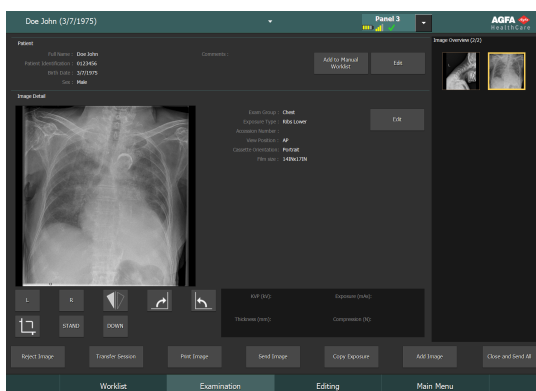 Doe John (3/7/1975)
Panel 3
AGFA
HealthCare
Patient
Full Name : Doe John
Patient Identification : 0123456
Birth Date : 3/7/1975
Sex : Male
Comments :
Add to Manual Worklist
Edit
Image Overview (2/2)
Image Detail
Exam Group : Chest
Exposure Type : Ribs Lower
Accession Number :
View Position : AP
Cassette Orientation : Portrait
Film size : 14INx17IN
Edit
L
R
STAND
DOWN
KVP (kV):
Exposure (mAs):
Thickness (mm):
Compression (N):
Reject Image
Transfer Session
Print Image
Send Image
Copy Exposure
Add Image
Close and Send All
Worklist
Examination
Editing
Main Menu